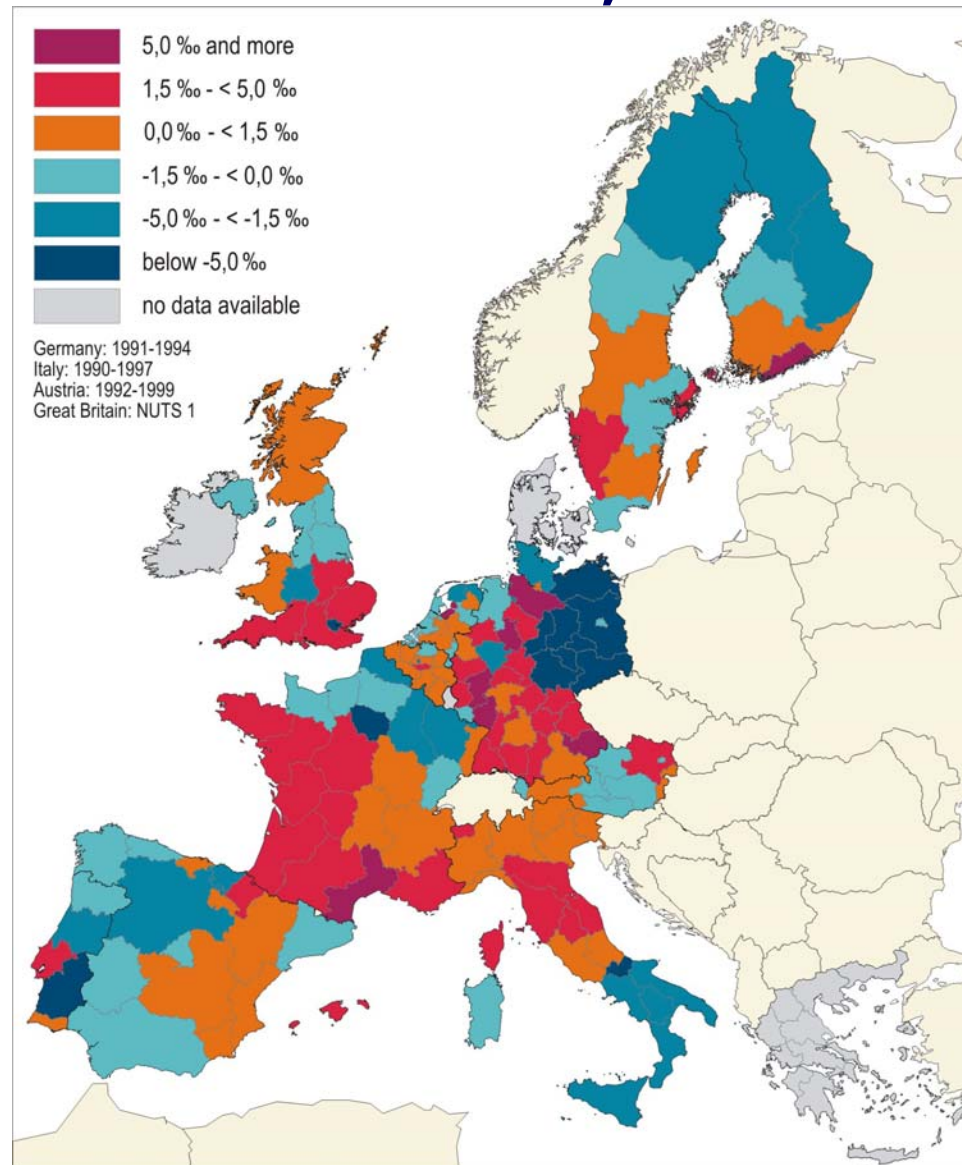 5,0 ‰ and more
1,5 ‰ - < 5,0 ‰
0,0 ‰ - < 1,5 ‰
-1,5 ‰ - < 0,0 ‰
-5,0 ‰ - < -1,5 ‰
below -5,0 ‰
no data available
Germany: 1991-1994
Italy: 1990-1997
Austria: 1992-1999
Great Britain: NUTS 1